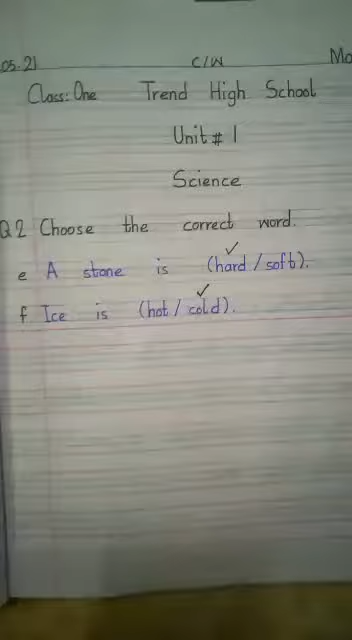 05.21 C/W Mo
Class: One Trend High School
Unit # 1
Science
Q2 Choose the correct word.
e A stone is (hard / soft).
f Ice is (hot / cold).